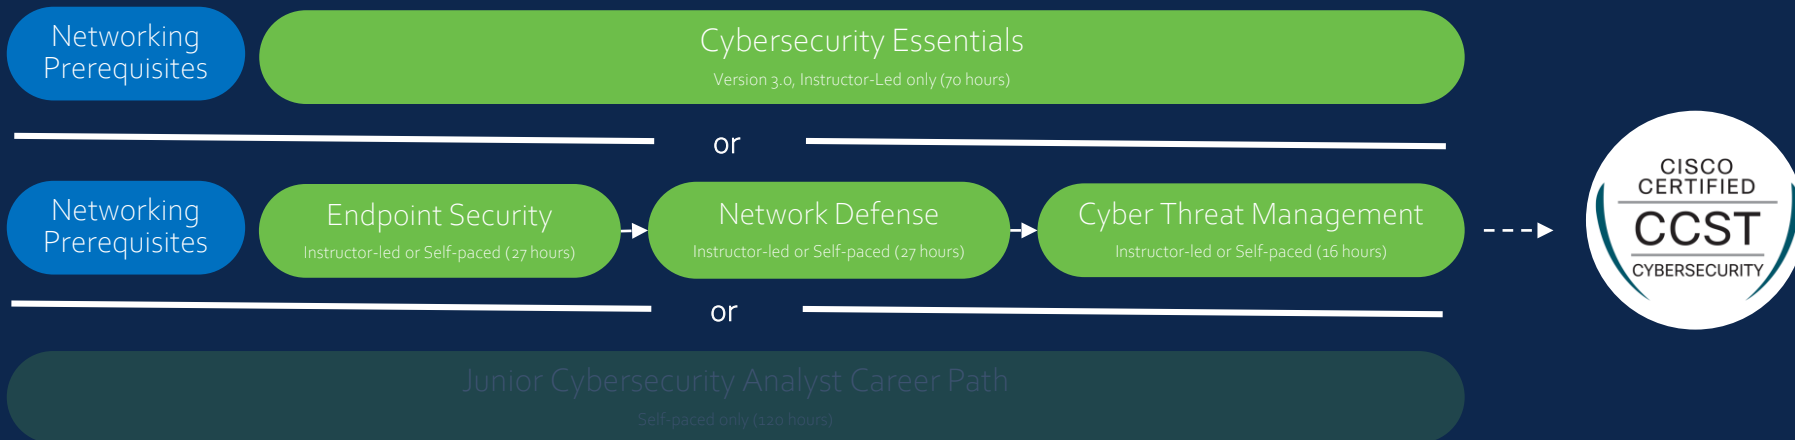 Networking
Prerequisites
Cybersecurity Essentials
Version 3.0, Instructor-Led only (70 hours)
or
Networking
Prerequisites
Endpoint Security
Instructor-led or Self-paced (27 hours)
Network Defense
Instructor-led or Self-paced (27 hours)
Cyber Threat Management
Instructor-led or Self-paced (16 hours)
CISCO
CERTIFIED
CCST
CYBERSECURITY
or
Junior Cybersecurity Analyst Career Path
Self-paced only (120 hours)